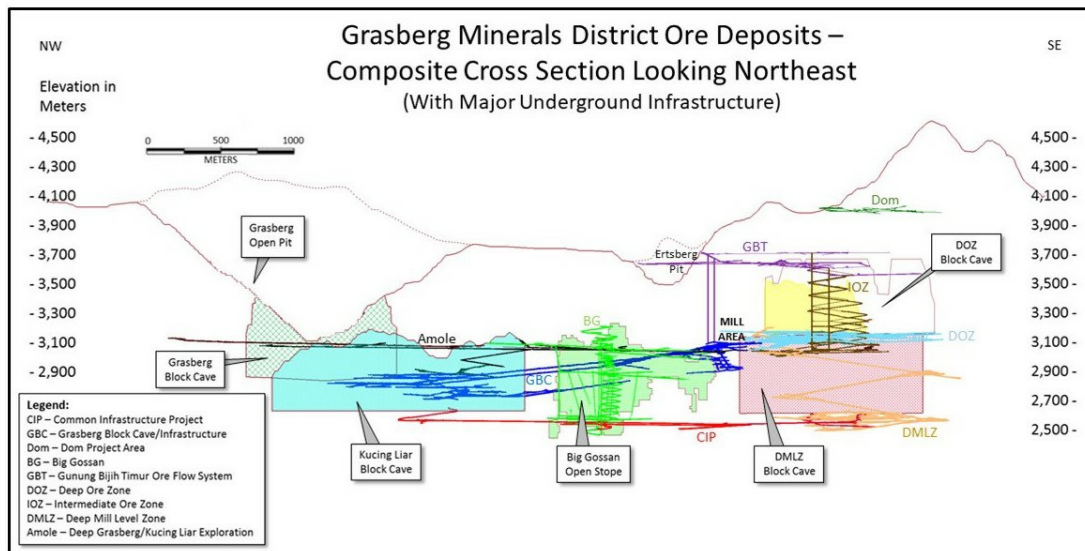 Grasberg Minerals District Ore Deposits –
Composite Cross Section Looking Northeast
(With Major Underground Infrastructure)
NW
SE
Elevation in
Meters
0 500 1000
METERS
- 4,500
- 4,300
- 4,100
- 3,900
- 3,700
- 3,500
- 3,300
- 3,100
- 2,900
- 2,700
- 2,500
4,500 -
4,300 -
4,100 -
3,900 -
3,700 -
3,500 -
3,300 -
3,100 -
2,900 -
2,700 -
2,500 -
Grasberg
Open Pit
Grasberg
Block Cave
Amole
GBC
Kucing Liar
Block Cave
BG
Big Gossan
Open Stope
CIP
Ertsberg
Pit
GBT
MILL
AREA
Dom
IOZ
DOZ
Block Cave
DOZ
DMLZ
DMLZ
Block Cave
Legend:
CIP – Common Infrastructure Project
GBC – Grasberg Block Cave/Infrastructure
Dom – Dom Project Area
BG – Big Gossan
GBT – Gunung Bijih Timur Ore Flow System
DOZ – Deep Ore Zone
IOZ – Intermediate Ore Zone
DMLZ – Deep Mill Level Zone
Amole – Deep Grasberg/Kucing Liar Exploration